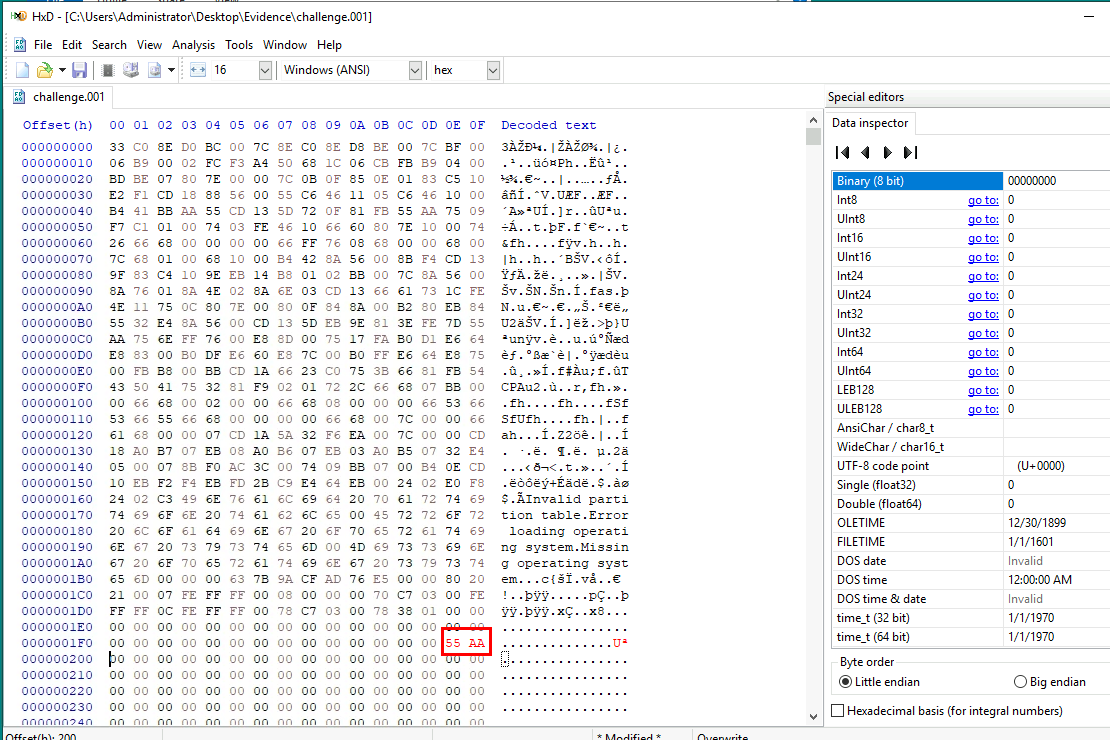 HxD - [C:\Users\Administrator\Desktop\Evidence\challenge.001]
File Edit Search View Analysis Tools Window Help
16 Windows (ANSI) hex
challenge.001
Offset(h) 00 01 02 03 04 05 06 07 08 09 0A 0B 0C 0D 0E 0F Decoded text
000000000 33 C0 8E D0 BC 00 7C 8E C0 8E D8 BE 00 7C BF 00 3ÀŽÐ¼.|ŽÀŽØ¾.|¿.
000000010 06 B9 00 02 FC F3 A4 50 68 1C 06 CB FB B9 04 00 .¹..üó¤Ph..Ëû¹..
000000020 BD BE 07 80 7E 00 00 7C 0B 0F 85 0E 01 83 C5 10 ½¾.€~..|..…..ƒÅ.
000000030 E2 F1 CD 18 88 56 00 55 C6 46 11 05 C6 46 10 00 âñÍ.ˆV.UÆF..ÆF..
000000040 B4 41 BB AA 55 CD 13 5D 72 0F 81 FB 55 AA 75 09 ´A»ªUÍ.]r..ûUªu.
000000050 F7 C1 01 00 74 03 FE 46 10 66 60 80 7E 10 00 74 ÷Á..t.þF.f`€~..t
000000060 26 66 68 00 00 00 00 66 FF 76 08 68 00 00 68 00 &fh....fÿv.h..h.
000000070 7C 68 01 00 68 10 00 B4 42 8A 56 00 8B F4 CD 13 |h..h..´BŠV.‹ôÍ.
000000080 9F 83 C4 10 9E EB 14 B8 01 02 BB 00 7C 8A 56 00 ŸƒÄ.žë.¸..».|ŠV.
000000090 8A 76 01 8A 4E 02 8A 6E 03 CD 13 66 61 73 1C FE Šv.ŠN.Šn.Í.fas.þ
0000000A0 4E 11 75 0C 80 7E 00 80 0F 84 8A 00 B2 80 EB 84 N.u.€~.€.„Š.²€ë„
0000000B0 55 32 E4 8A 56 00 CD 13 5D EB 9E 81 3E FE 7D 55 U2äŠV.Í.]ëž.>þ}U
0000000C0 AA 75 6E FF 76 00 E8 8D 00 75 17 FA B0 D1 E6 64 ªunÿv.è..u.ú°Ñæd
0000000D0 E8 83 00 B0 DF E6 60 E8 7C 00 B0 FF E6 64 E8 75 èƒ.°ßæ`è|.°ÿædèu
0000000E0 00 FB B8 00 BB CD 1A 66 23 C0 75 3B 66 81 FB 54 .û¸.»Í.f#Àu;f.ûT
0000000F0 43 50 41 75 32 81 F9 02 01 72 2C 66 68 07 BB 00 CPAu2.ù..r,fh.».
000000100 00 66 68 00 02 00 00 66 68 08 00 00 00 66 53 66 .fh....fh....fSf
000000110 53 66 55 66 68 00 00 00 00 66 68 00 7C 00 00 66 SfUfh....fh.|..f
000000120 61 68 00 00 07 CD 1A 5A 32 F6 EA 00 7C 00 00 CD ah...Í.Z2öê.|..Í
000000130 18 A0 B7 07 EB 08 A0 B6 07 EB 03 A0 B5 07 32 E4 . ·.ë. ¶.ë. µ.2ä
000000140 05 00 07 8B F0 AC 3C 00 74 09 BB 07 00 B4 0E CD ...‹ð¬<.t.»..´.Í
000000150 10 EB F2 F4 EB FD 2B C9 E4 64 EB 00 24 02 E0 F8 .ëòôëý+Éädë.$.àø
000000160 24 02 C3 49 6E 76 61 6C 69 64 20 70 61 72 74 69 $.ÃInvalid parti
000000170 74 69 6F 6E 20 74 61 62 6C 65 00 45 72 72 6F 72 tion table.Error
000000180 20 6C 6F 61 64 69 6E 67 20 6F 70 65 72 61 74 69 loading operati
000000190 6E 67 20 73 79 73 74 65 6D 00 4D 69 73 73 69 6E ng system.Missin
0000001A0 67 20 6F 70 65 72 61 74 69 6E 67 20 73 79 73 74 g operating syst
0000001B0 65 6D 00 00 00 63 7B 9A CF AD 76 E5 00 00 80 20 em...c{šÏ.vå..€
0000001C0 21 00 07 FE FF FF 00 08 00 00 00 70 C7 03 00 FE !..þÿÿ.....pÇ..þ
0000001D0 FF FF 0C FE FF FF 00 78 C7 03 00 78 38 01 00 00 ÿÿ.þÿÿ.xÇ..x8...
0000001E0 00 00 00 00 00 00 00 00 00 00 00 00 00 00 00 00 ................
0000001F0 00 00 00 00 00 00 00 00 00 00 00 00 00 00 55 AA ..............Uª
000000200 00 00 00 00 00 00 00 00 00 00 00 00 00 00 00 00 ................
000000210 00 00 00 00 00 00 00 00 00 00 00 00 00 00 00 00 ................
000000220 00 00 00 00 00 00 00 00 00 00 00 00 00 00 00 00 ................
000000230 00 00 00 00 00 00 00 00 00 00 00 00 00 00 00 00 ................
000000240 00 00 00 00 00 00 00 00 00 00 00 00 00 00 00 00 ................
Special editors
Data inspector
Binary (8 bit) 00000000
Int8 go to: 0
UInt8 go to: 0
Int16 go to: 0
UInt16 go to: 0
Int24 go to: 0
UInt24 go to: 0
Int32 go to: 0
UInt32 go to: 0
Int64 go to: 0
UInt64 go to: 0
LEB128 go to: 0
ULEB128 go to: 0
AnsiChar / char8_t
WideChar / char16_t
UTF-8 code point (U+0000)
Single (float32) 0
Double (float64) 0
OLETIME 12/30/1899
FILETIME 1/1/1601
DOS date Invalid
DOS time 12:00:00 AM
DOS time & date Invalid
time_t (32 bit) 1/1/1970
time_t (64 bit) 1/1/1970
Byte order
Little endian Big endian
Hexadecimal basis (for integral numbers)
Offset(h): 200 * Modified * Overwrite